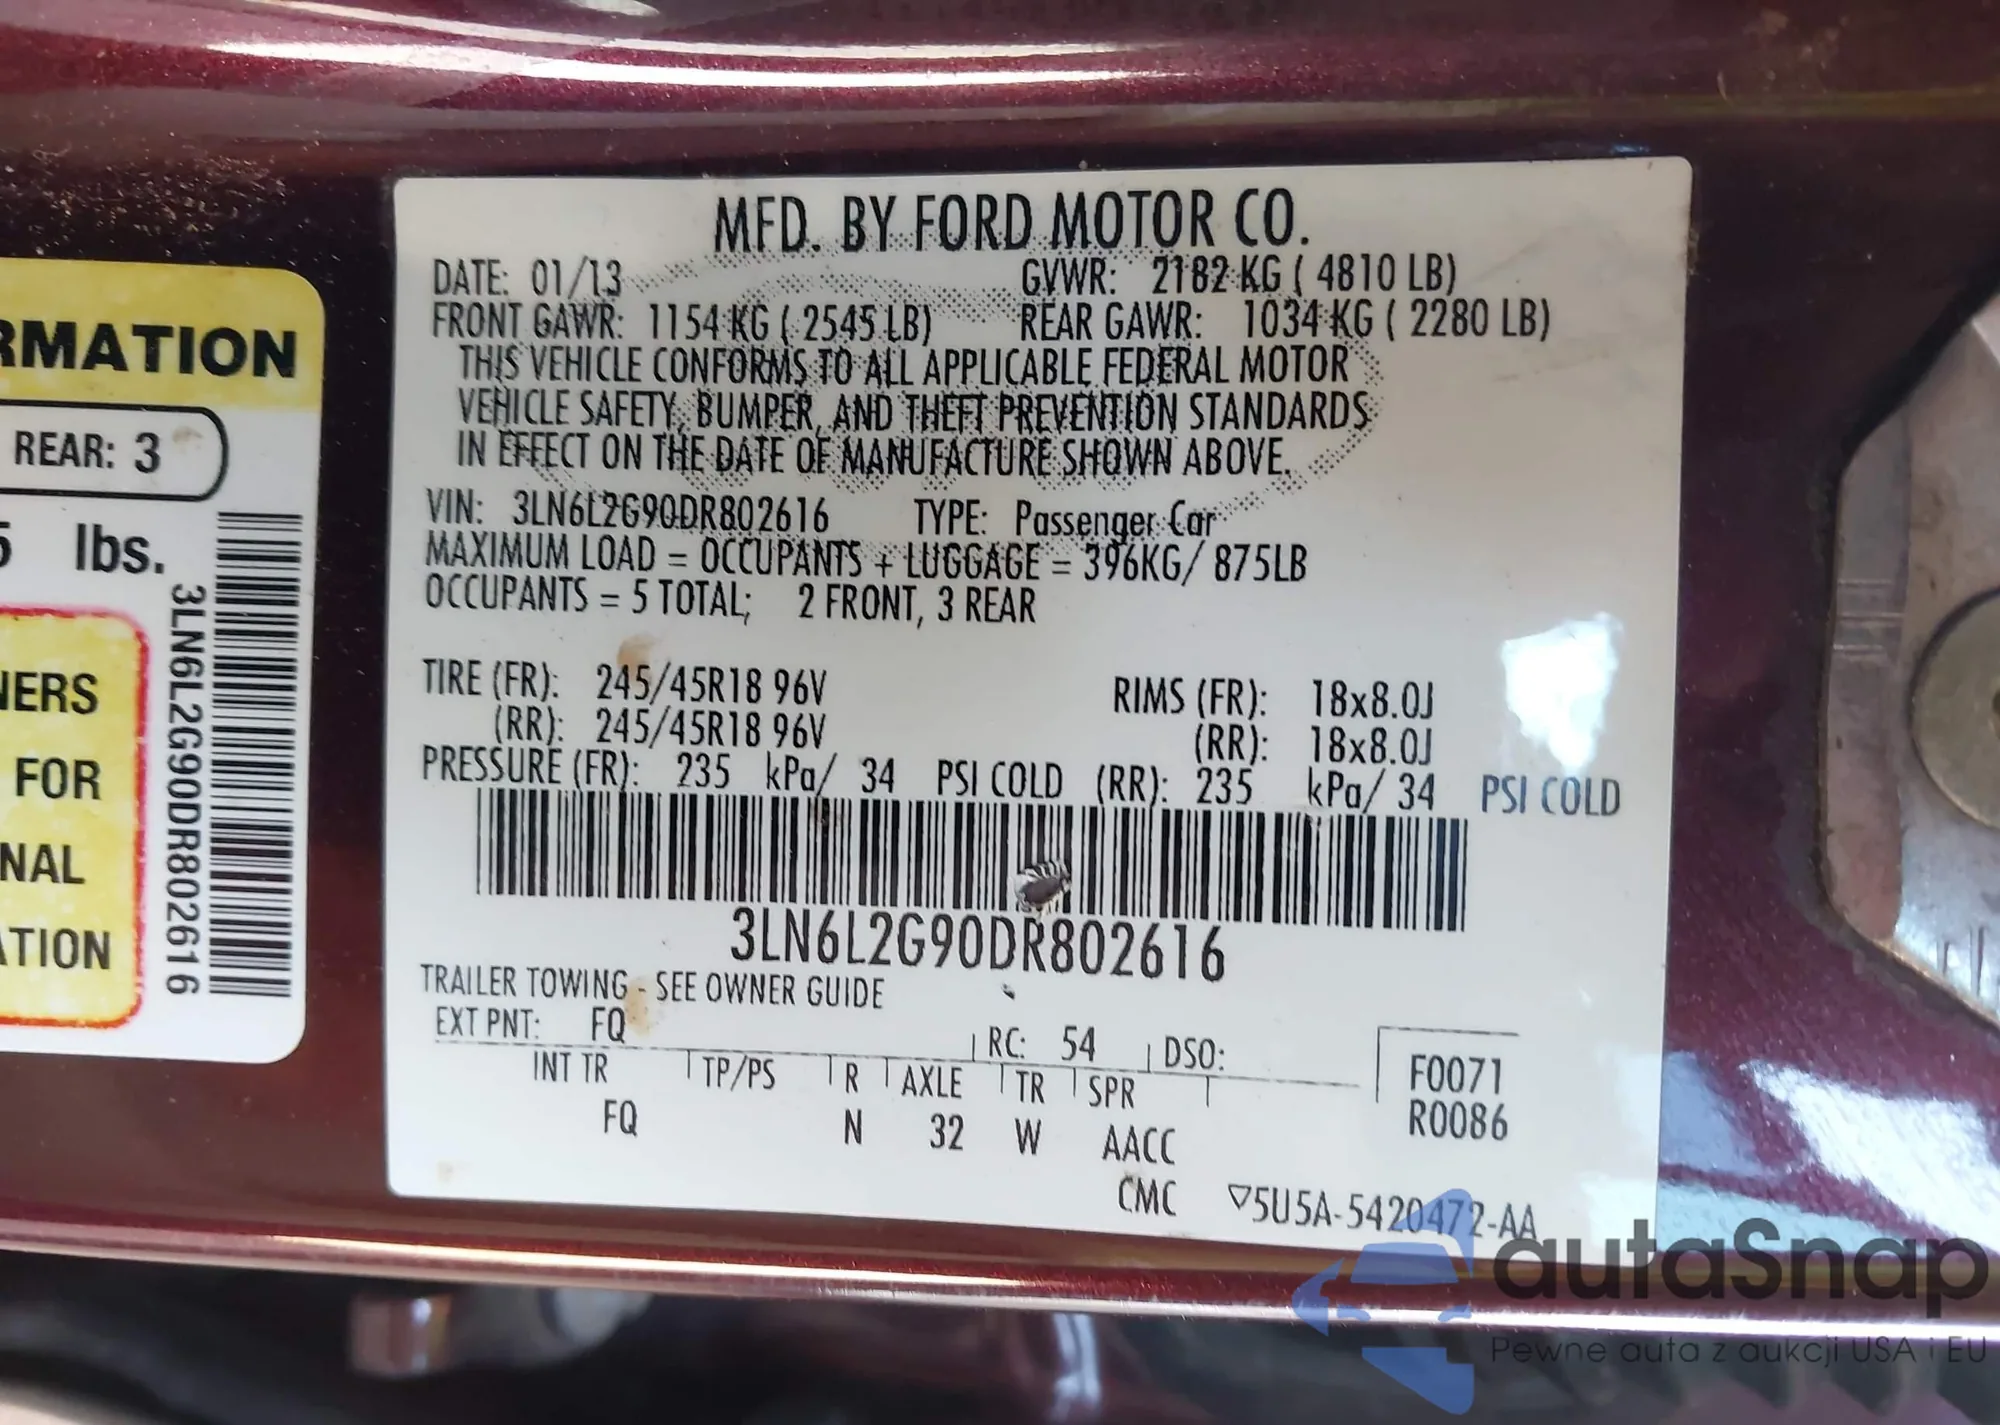 RMATION
REAR: 3
5 lbs.
NERS
FOR
NAL
ATION
3LN6L2G90DR802616
MFD. BY FORD MOTOR CO.
DATE: 01/13 GVWR: 2182 KG ( 4810 LB)
FRONT GAWR: 1154 KG ( 2545 LB) REAR GAWR: 1034 KG ( 2280 LB)
THIS VEHICLE CONFORMS TO ALL APPLICABLE FEDERAL MOTOR
VEHICLE SAFETY, BUMPER, AND THEFT PREVENTION STANDARDS
IN EFFECT ON THE DATE OF MANUFACTURE SHOWN ABOVE.
VIN: 3LN6L2G90DR802616 TYPE: Passenger Car
MAXIMUM LOAD = OCCUPANTS + LUGGAGE = 396KG/ 875LB
OCCUPANTS = 5 TOTAL; 2 FRONT, 3 REAR
TIRE (FR): 245/45R18 96V RIMS (FR): 18x8.0J
(RR): 245/45R18 96V (RR): 18x8.0J
PRESSURE (FR): 235 kPa/ 34 PSI COLD (RR): 235 kPa/ 34 PSI COLD
3LN6L2G90DR802616
TRAILER TOWING - SEE OWNER GUIDE
EXT PNT: FQ RC: 54 DSO: F0071
INT TR TP/PS R AXLE TR SPR R0086
FQ N 32 W AACC
CMC ▽5U5A-5420472-AA
autaSnap
Pewne auta z aukcji USA i EU